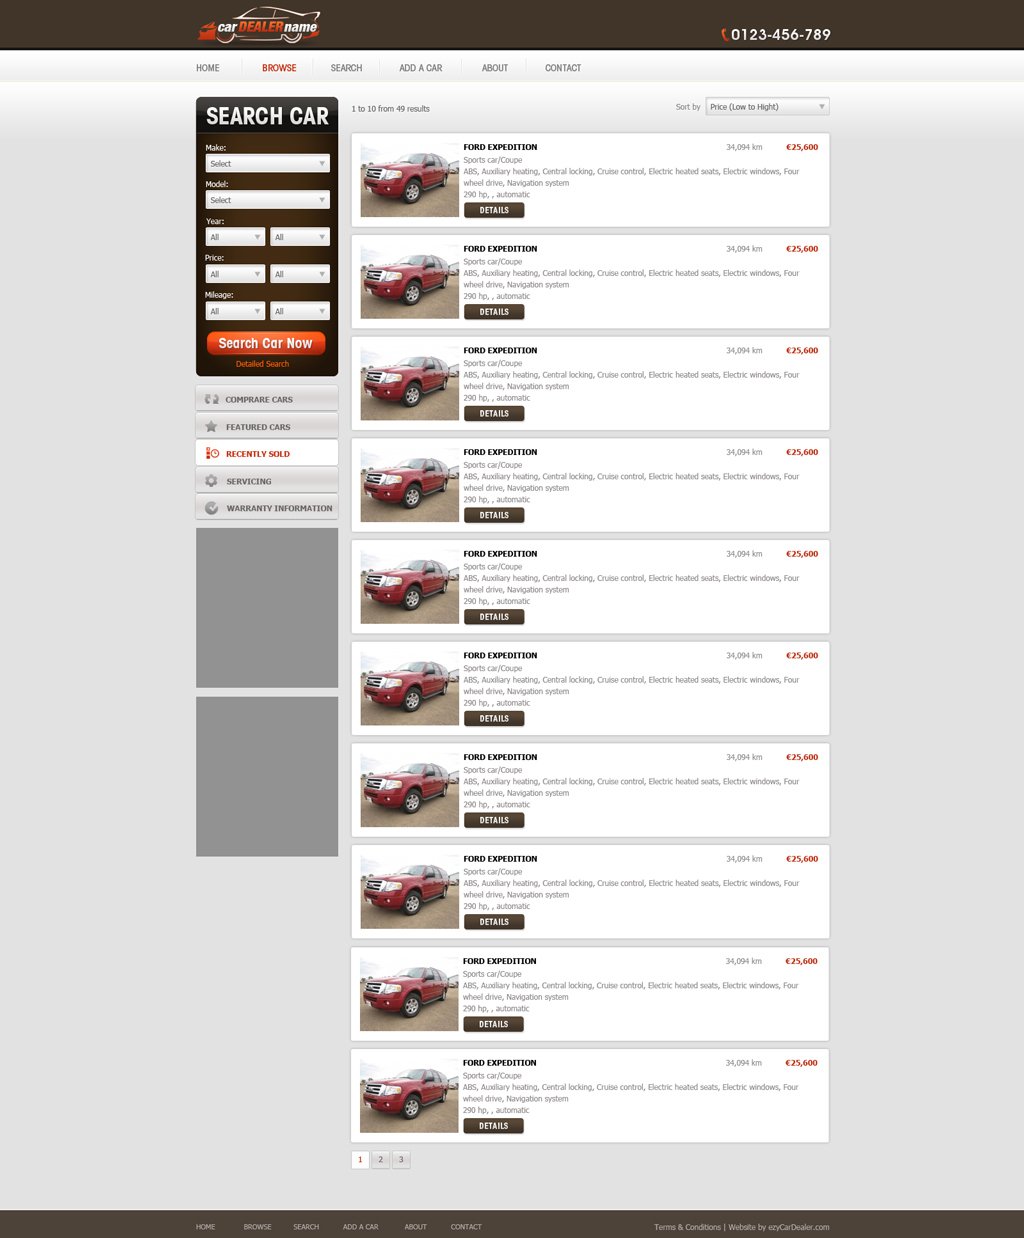 carDEALERname
0123-456-789
HOME BROWSE SEARCH ADD A CAR ABOUT CONTACT
SEARCH CAR
Make:
Select
Model:
Select
Year:
All All
Price:
All All
Mileage:
All All
Search Car Now
Detailed Search
COMPRARE CARS
FEATURED CARS
RECENTLY SOLD
SERVICING
WARRANTY INFORMATION
1 to 10 from 49 results
Sort by Price (Low to Hight)
FORD EXPEDITION 34,094 km €25,600
Sports car/Coupe
ABS, Auxiliary heating, Central locking, Cruise control, Electric heated seats, Electric windows, Four
wheel drive, Navigation system
290 hp, , automatic
DETAILS
FORD EXPEDITION 34,094 km €25,600
Sports car/Coupe
ABS, Auxiliary heating, Central locking, Cruise control, Electric heated seats, Electric windows, Four
wheel drive, Navigation system
290 hp, , automatic
DETAILS
FORD EXPEDITION 34,094 km €25,600
Sports car/Coupe
ABS, Auxiliary heating, Central locking, Cruise control, Electric heated seats, Electric windows, Four
wheel drive, Navigation system
290 hp, , automatic
DETAILS
FORD EXPEDITION 34,094 km €25,600
Sports car/Coupe
ABS, Auxiliary heating, Central locking, Cruise control, Electric heated seats, Electric windows, Four
wheel drive, Navigation system
290 hp, , automatic
DETAILS
FORD EXPEDITION 34,094 km €25,600
Sports car/Coupe
ABS, Auxiliary heating, Central locking, Cruise control, Electric heated seats, Electric windows, Four
wheel drive, Navigation system
290 hp, , automatic
DETAILS
FORD EXPEDITION 34,094 km €25,600
Sports car/Coupe
ABS, Auxiliary heating, Central locking, Cruise control, Electric heated seats, Electric windows, Four
wheel drive, Navigation system
290 hp, , automatic
DETAILS
FORD EXPEDITION 34,094 km €25,600
Sports car/Coupe
ABS, Auxiliary heating, Central locking, Cruise control, Electric heated seats, Electric windows, Four
wheel drive, Navigation system
290 hp, , automatic
DETAILS
FORD EXPEDITION 34,094 km €25,600
Sports car/Coupe
ABS, Auxiliary heating, Central locking, Cruise control, Electric heated seats, Electric windows, Four
wheel drive, Navigation system
290 hp, , automatic
DETAILS
FORD EXPEDITION 34,094 km €25,600
Sports car/Coupe
ABS, Auxiliary heating, Central locking, Cruise control, Electric heated seats, Electric windows, Four
wheel drive, Navigation system
290 hp, , automatic
DETAILS
FORD EXPEDITION 34,094 km €25,600
Sports car/Coupe
ABS, Auxiliary heating, Central locking, Cruise control, Electric heated seats, Electric windows, Four
wheel drive, Navigation system
290 hp, , automatic
DETAILS
1 2 3
HOME BROWSE SEARCH ADD A CAR ABOUT CONTACT
Terms & Conditions | Website by ezyCarDealer.com